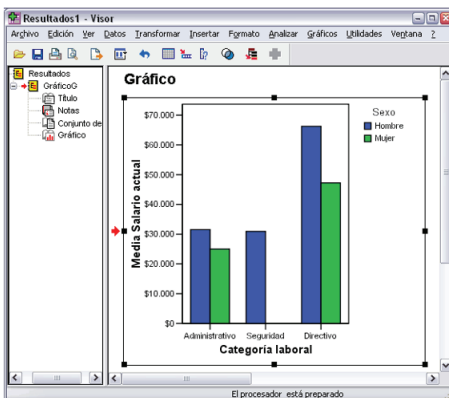 Resultados1 - Visor
Archivo Edición Ver Datos Transformar Insertar Formato Analizar Gráficos Utilidades Ventana ?
Resultados
GráficoG
Título
Notas
Conjunto de
Gráfico
Gráfico
$70.000
$60.000
$50.000
$40.000
$30.000
$20.000
$10.000
$0
Media Salario actual
Sexo
Hombre
Mujer
Administrativo Seguridad Directivo
Categoría laboral
El procesador está preparado